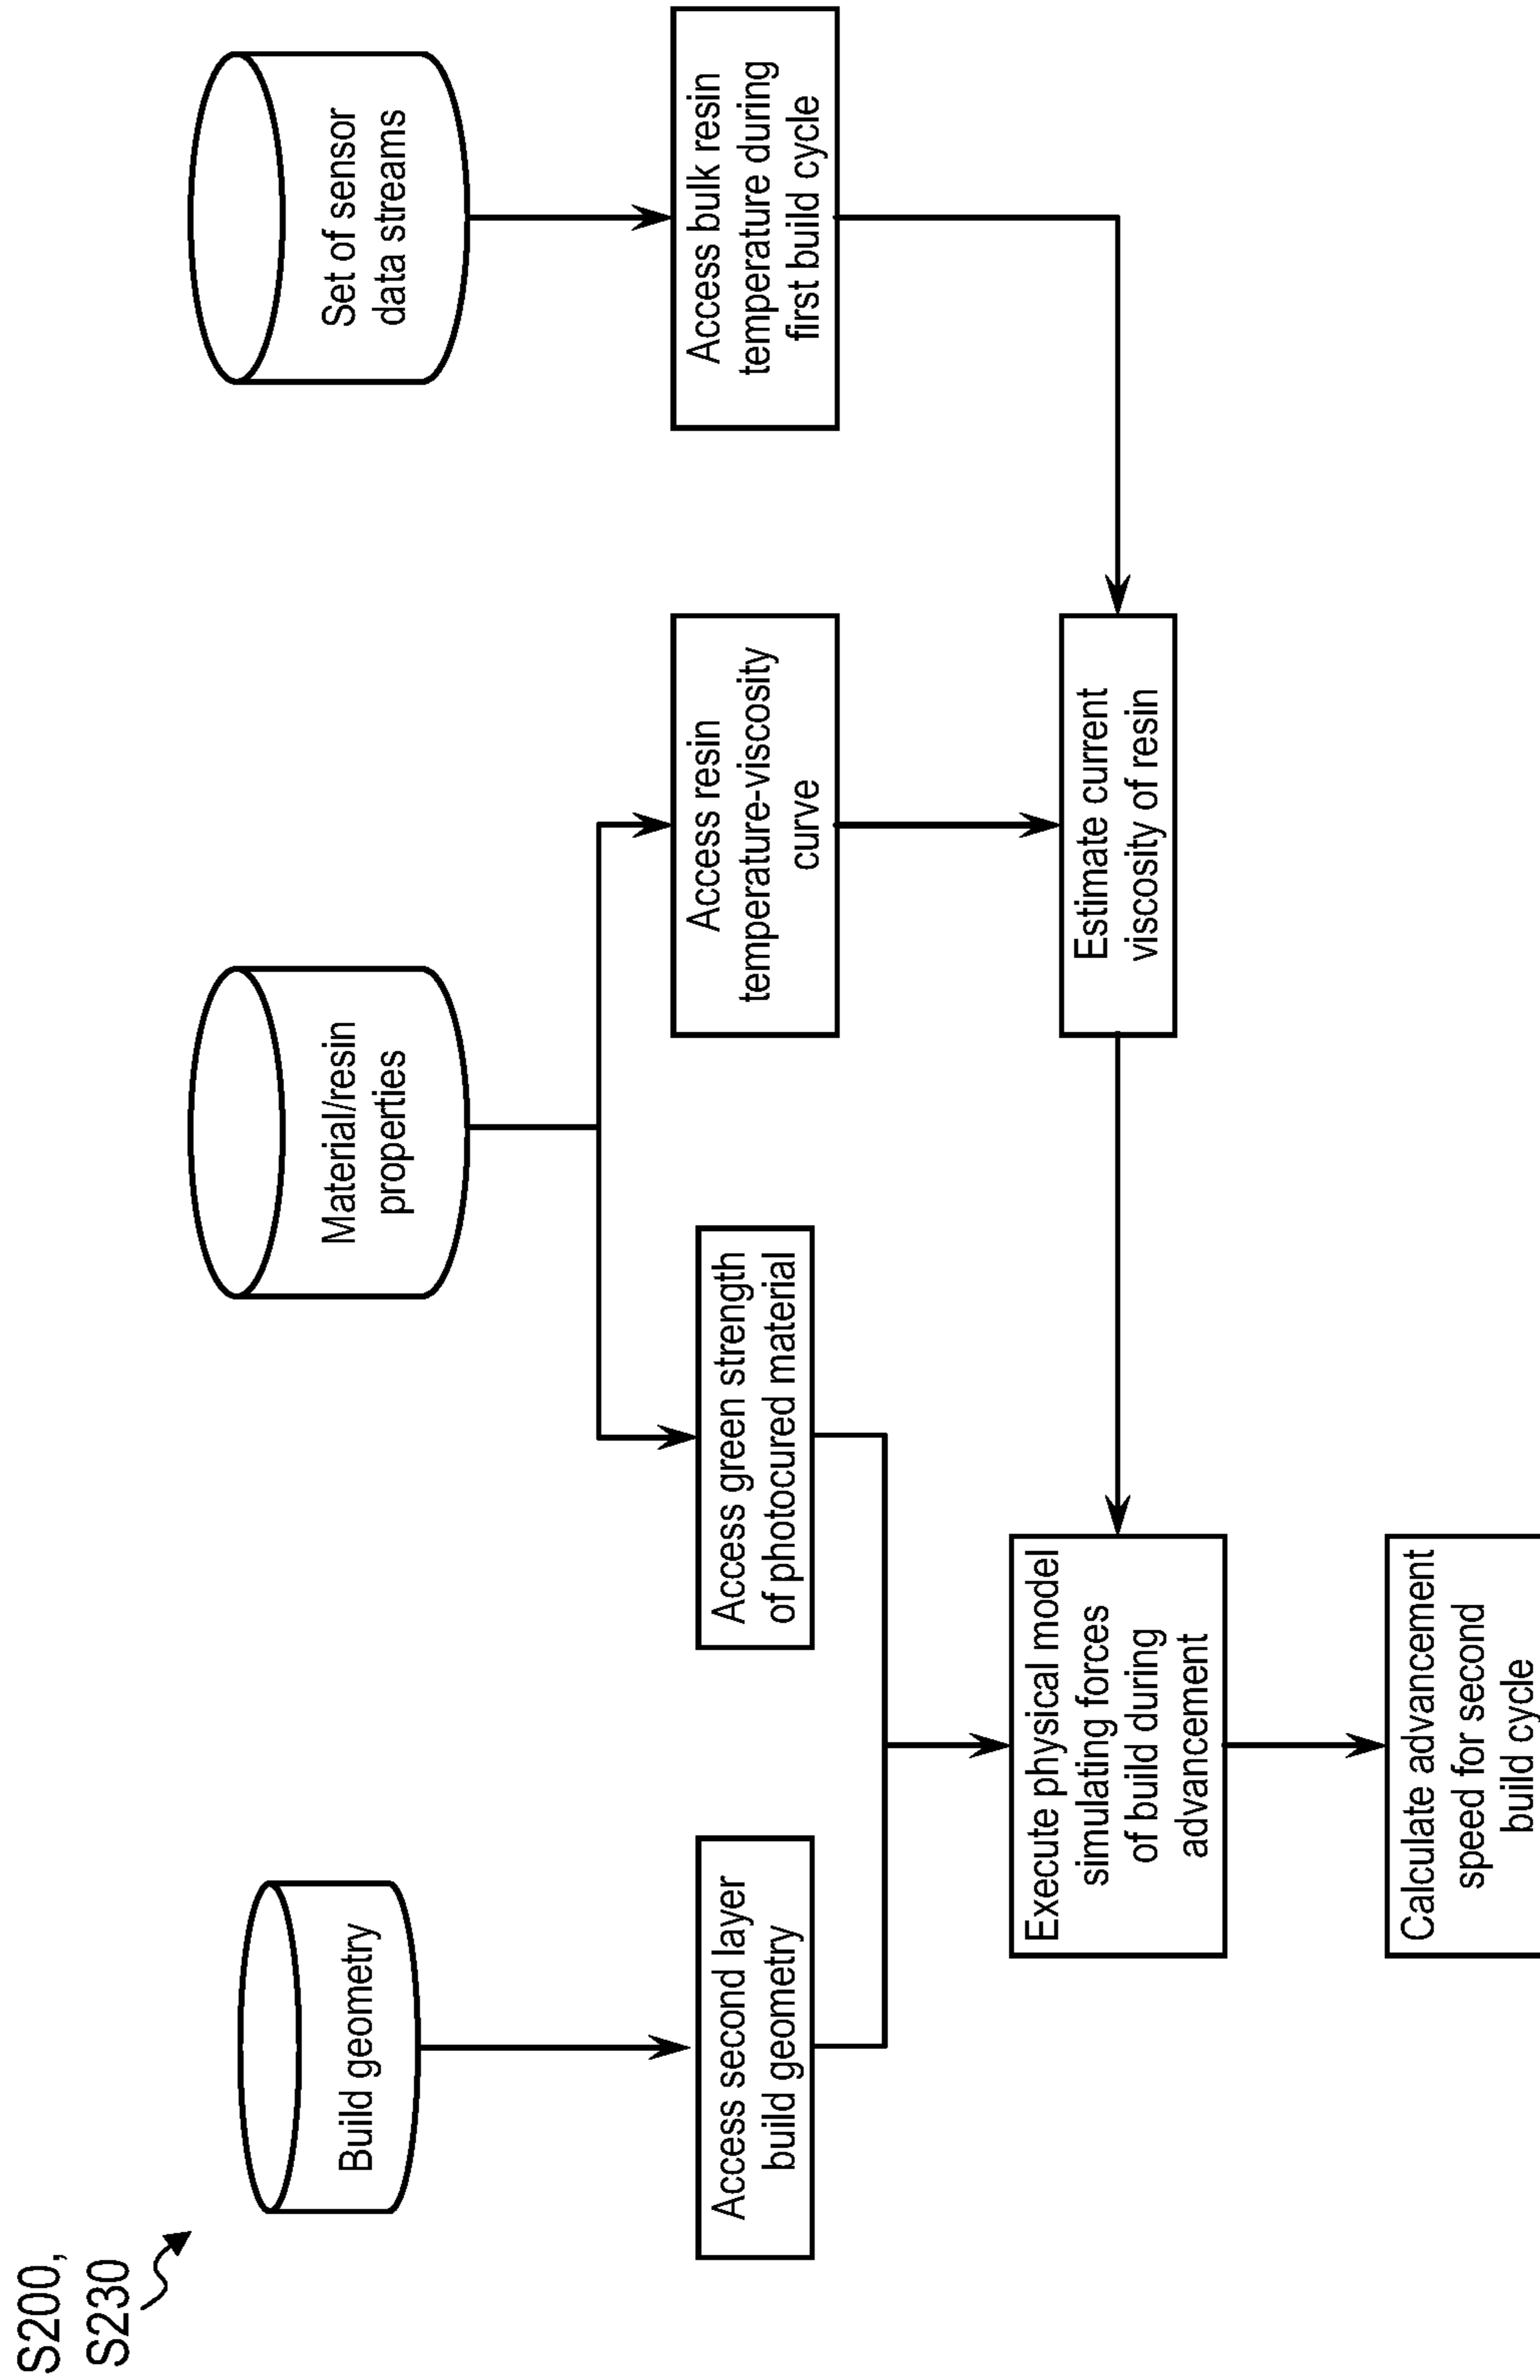 S200,
S230
Build geometry
Material/resin
properties
Set of sensor
data streams
Access second layer
build geometry
Access green strength
of photocured material
Access resin
temperature-viscosity
curve
Access bulk resin
temperature during
first build cycle
Execute physical model
simulating forces
of build during
advancement
Estimate current
viscosity of resin
Calculate advancement
speed for second
build cycle